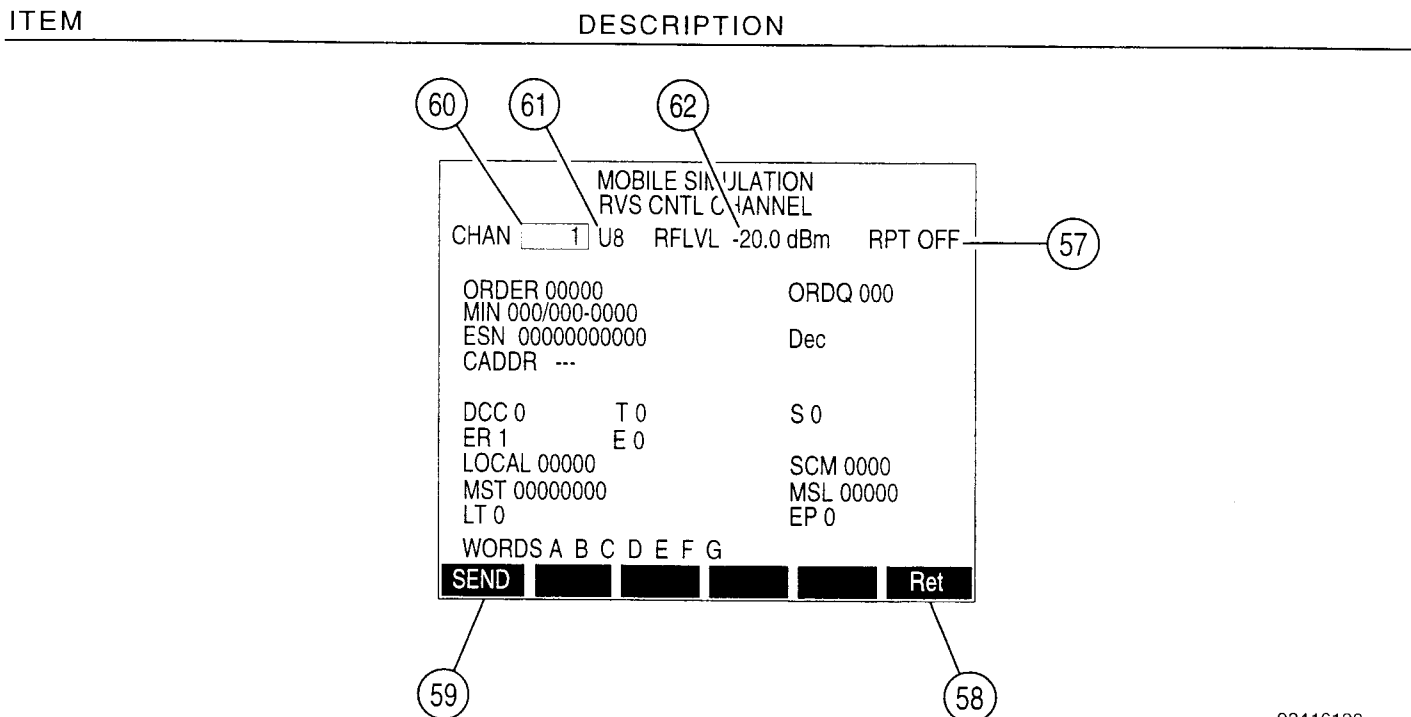 ITEM DESCRIPTION
60 61 62
MOBILE SIMULATION
RVS CNTL CHANNEL
CHAN 1 U8 RFLVL -20.0 dBm RPT OFF 57
ORDER 00000 ORDQ 000
MIN 000/000-0000
ESN 00000000000 Dec
CADDR ---
DCC 0 T 0 S 0
ER 1 E 0
LOCAL 00000 SCM 0000
MST 00000000 MSL 00000
LT 0 EP 0
WORDS A B C D E F G
SEND Ret
59 58